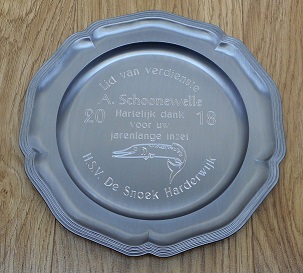 Lid van verdienste
A. Schoonewelle
Hartelijk dank
20 voor uw 18
jarenlange inzet
H.S.V. De Snoek Harderwijk